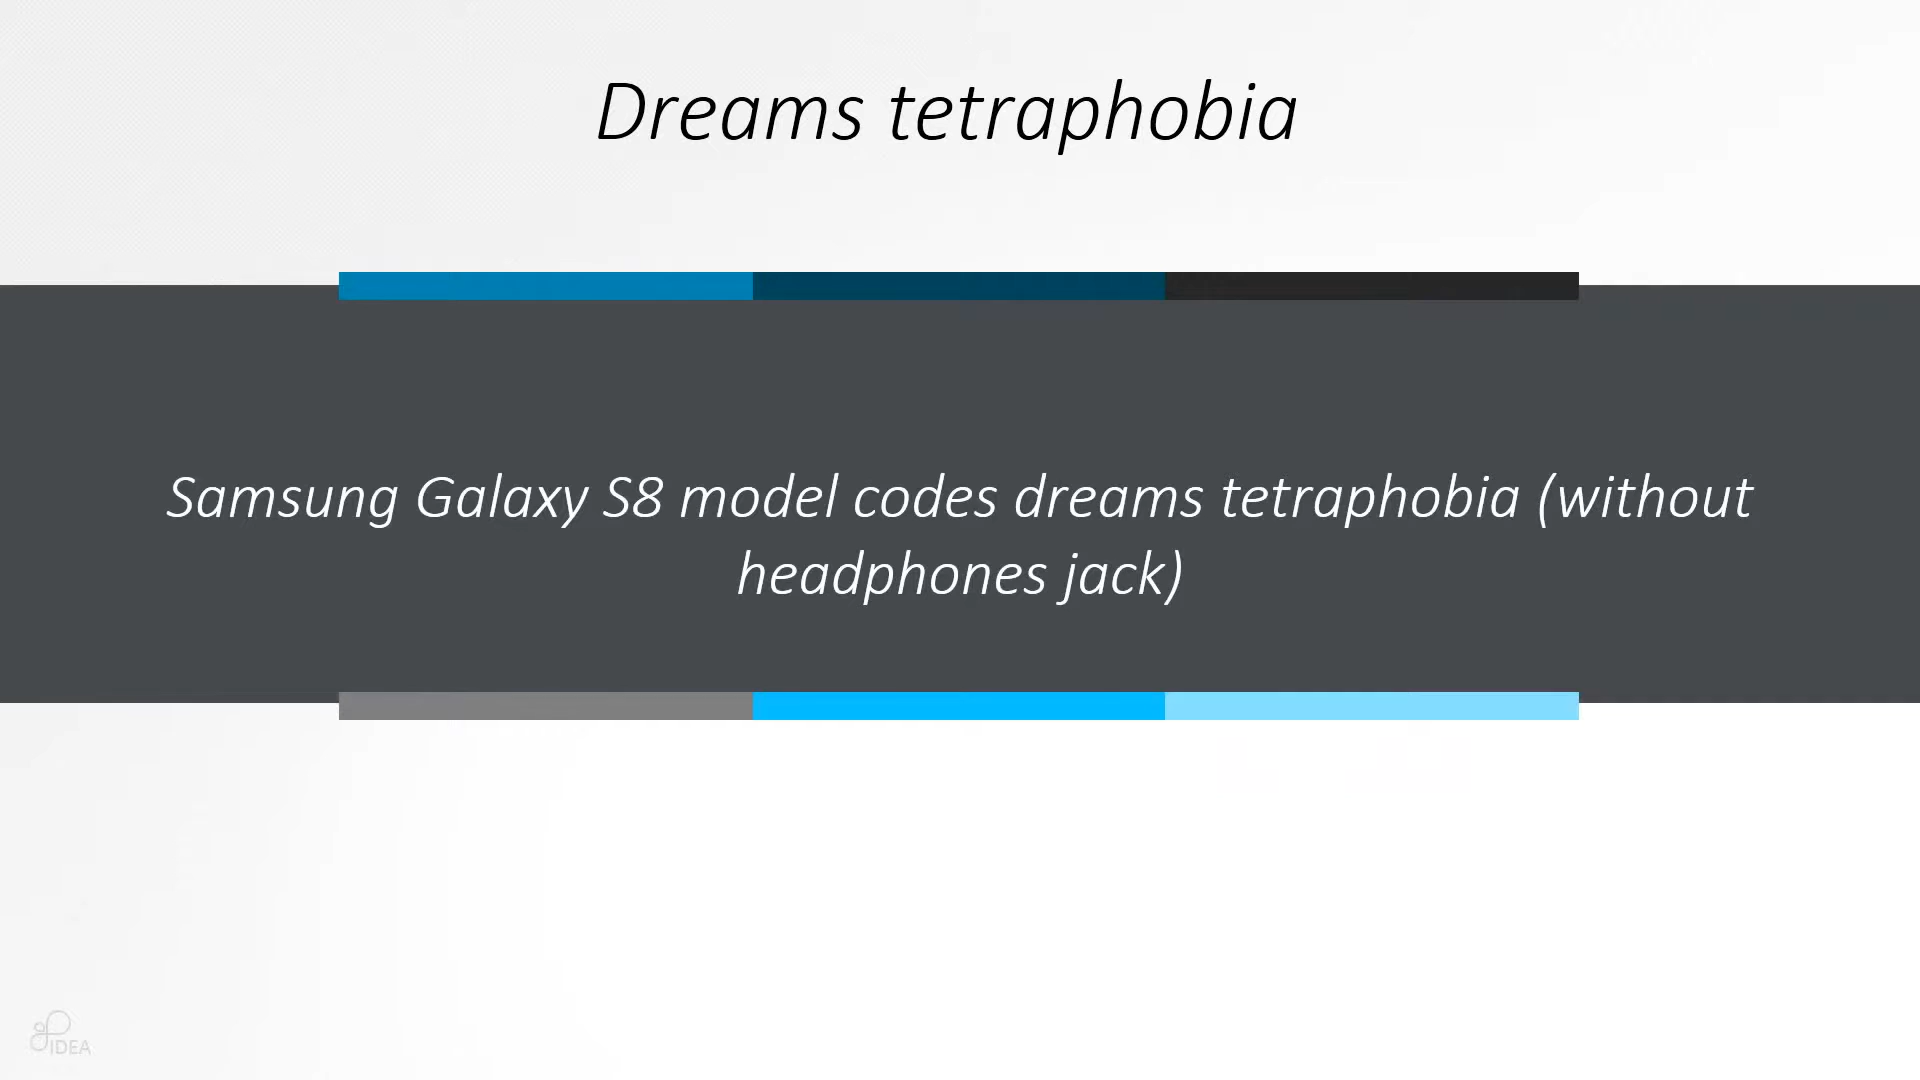 Dreams tetraphobia
Samsung Galaxy S8 model codes dreams tetraphobia (without
headphones jack)
IDEA